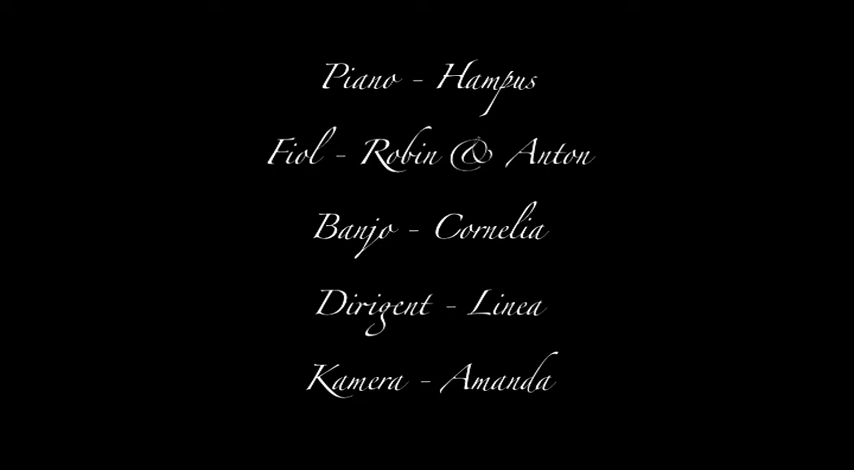 Piano - Hampus
Fiol - Robin & Anton
Banjo - Cornelia
Dirigent - Linea
Kamera - Amanda